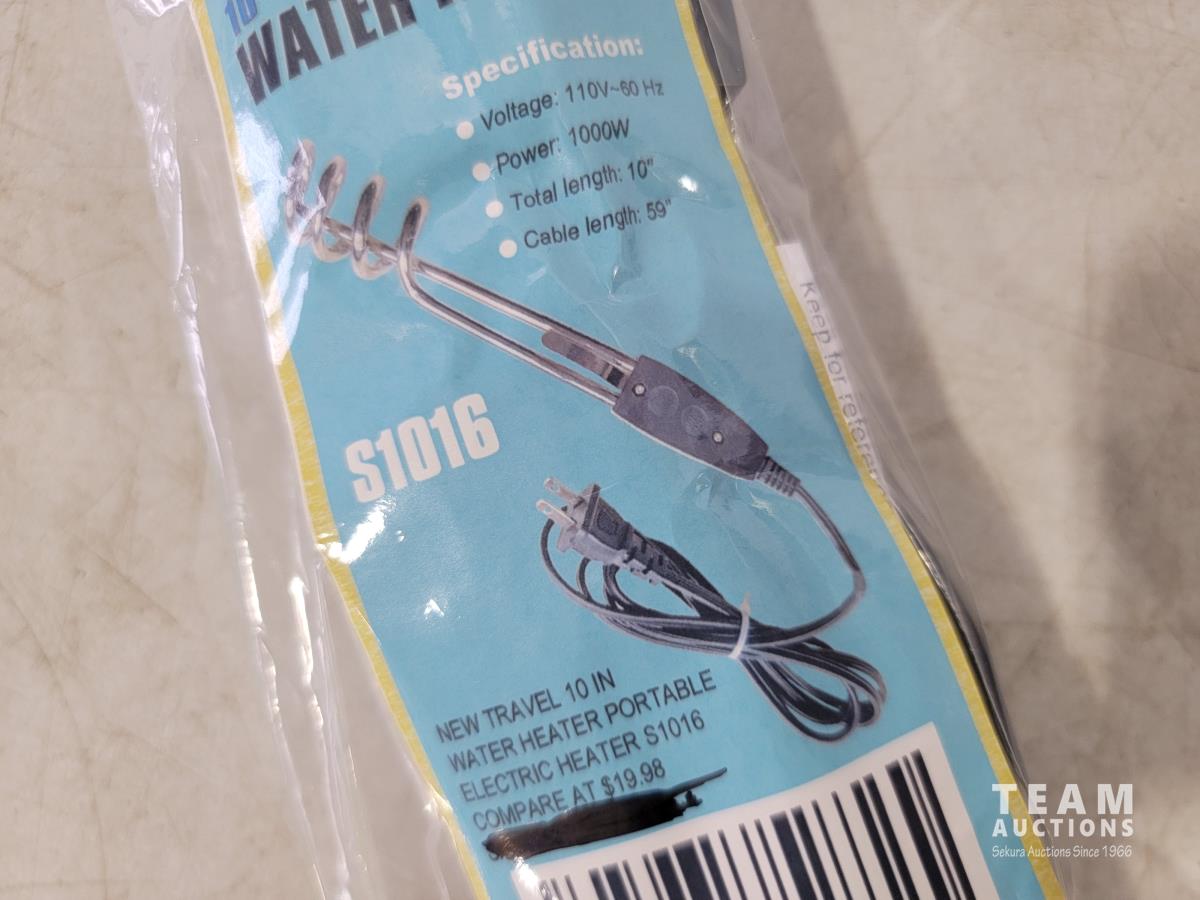 10"
WATER
Specification:
Voltage: 110V~60 Hz
Power: 1000W
Total length: 10"
Cable length: 59"
Keep for
S1016
NEW TRAVEL 10 IN
WATER HEATER PORTABLE
ELECTRIC HEATER S1016
COMPARE AT $19.98
TEAM
AUCTIONS
Sekura Auctions Since 1966